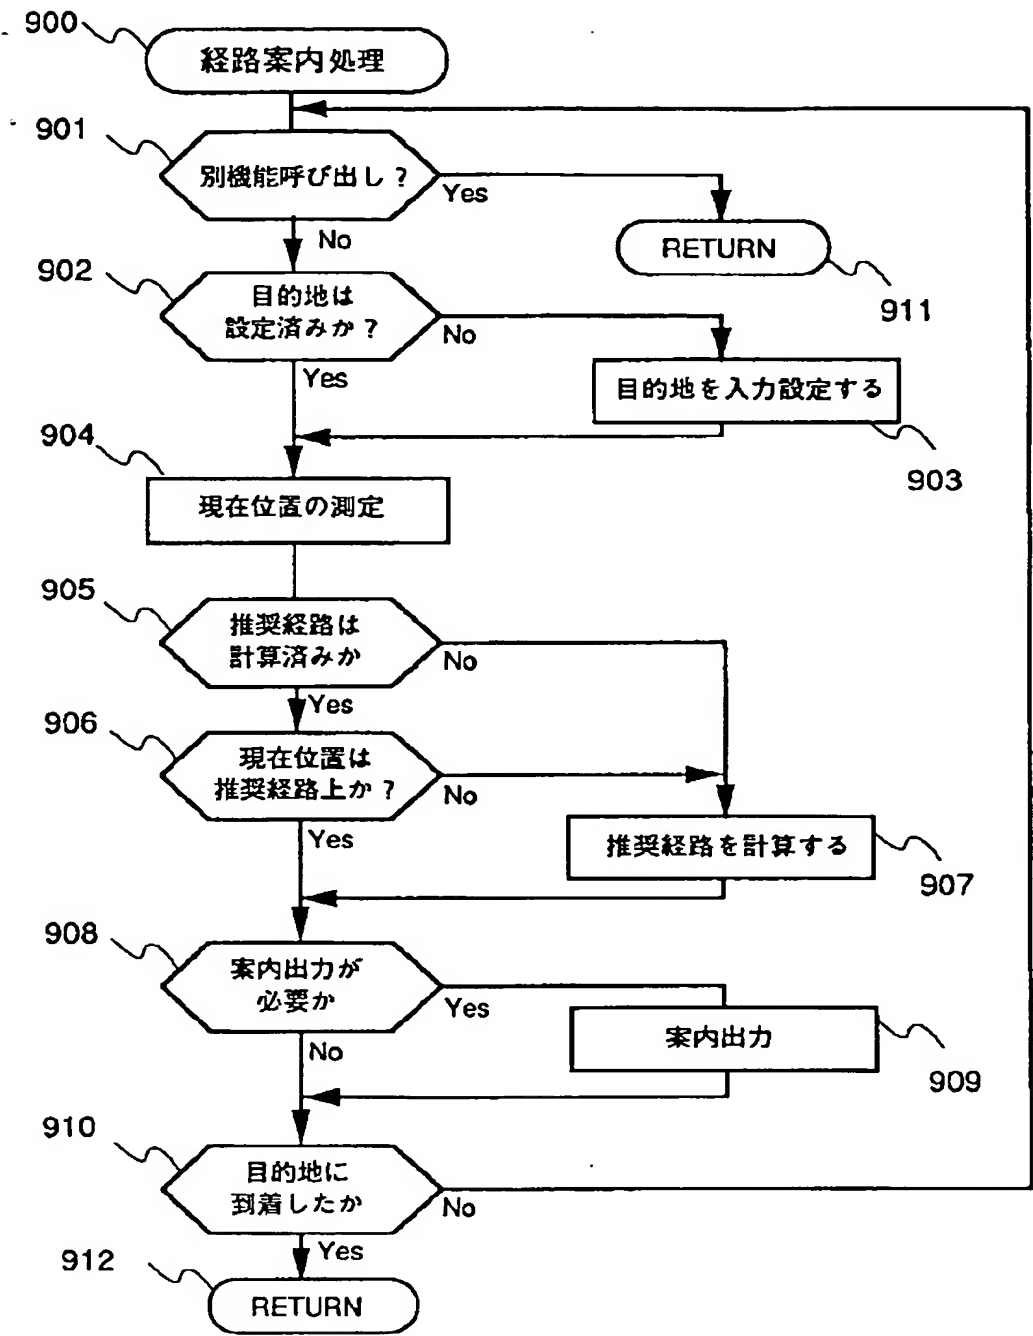 900
経路案内処理
901
別機能呼び出し？
Yes
No
RETURN
911
902
目的地は
設定済みか？
No
Yes
目的地を入力設定する
903
904
現在位置の測定
905
推奨経路は
計算済みか
No
Yes
906
現在位置は
推奨経路上か？
No
Yes
推奨経路を計算する
907
908
案内出力が
必要か
Yes
No
案内出力
909
910
目的地に
到着したか
No
Yes
912
RETURN